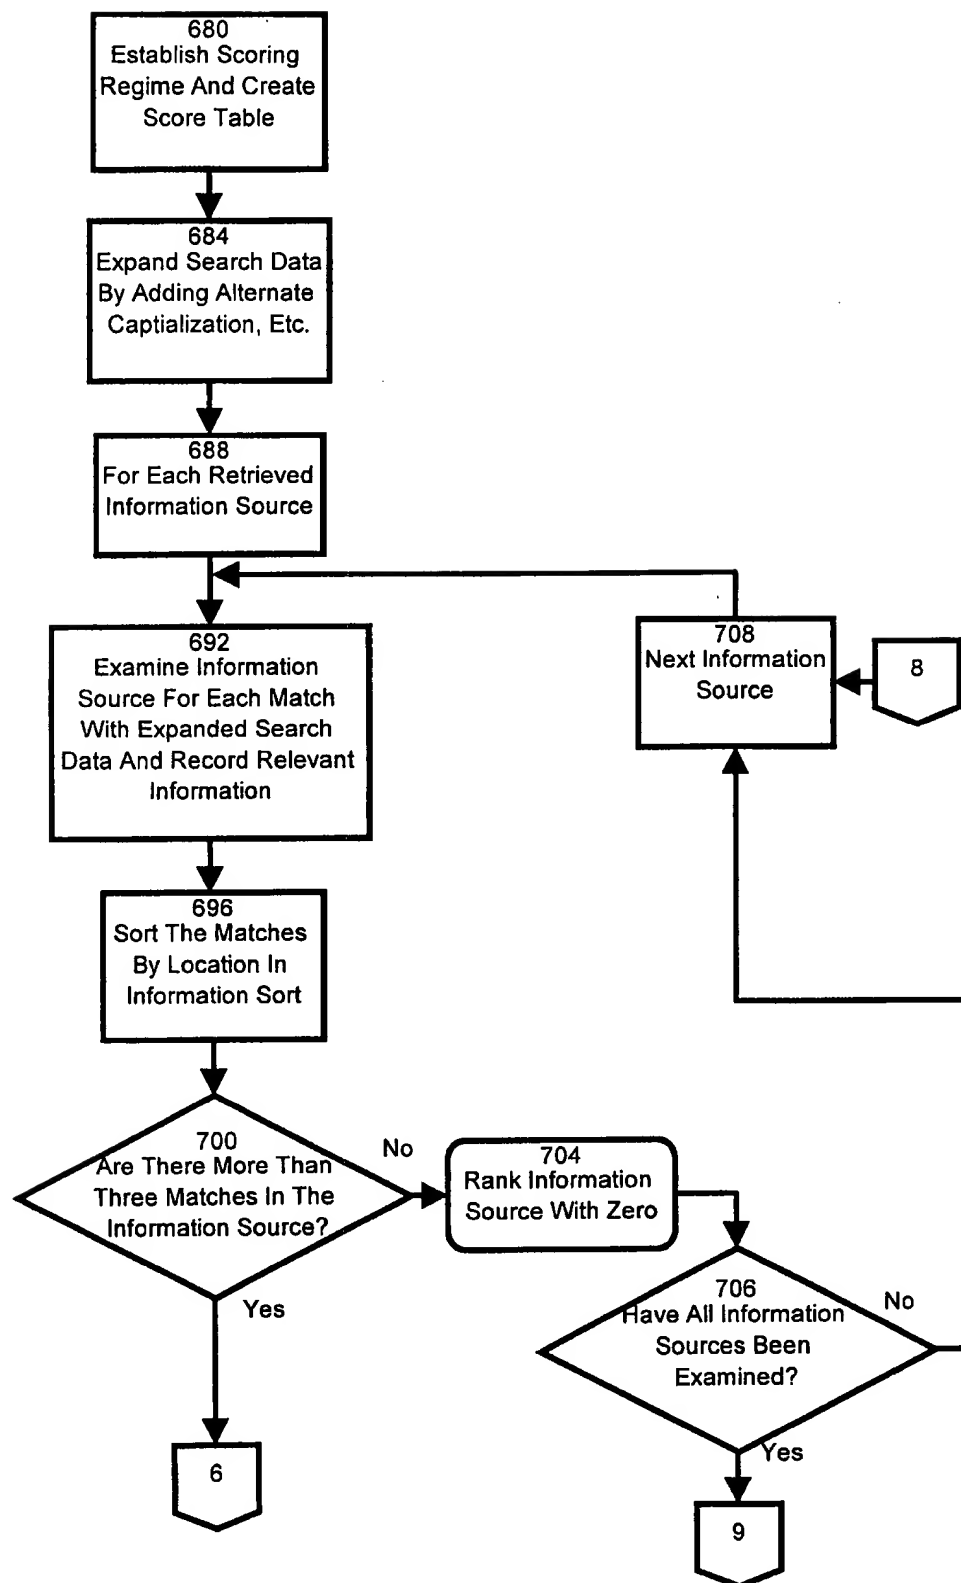 680
Establish Scoring
Regime And Create
Score Table
684
Expand Search Data
By Adding Alternate
Captialization, Etc.
688
For Each Retrieved
Information Source
692
Examine Information
Source For Each Match
With Expanded Search
Data And Record Relevant
Information
708
Next Information
Source
8
696
Sort The Matches
By Location In
Information Sort
700
Are There More Than
Three Matches In The
Information Source?
No
Yes
704
Rank Information
Source With Zero
706
Have All Information
Sources Been
Examined?
No
Yes
6
9